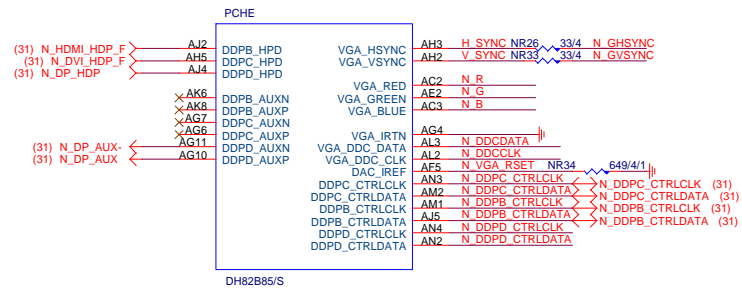 PCHE
(31) N_HDMI_HDP_F AJ2 DDPB_HPD VGA_HSYNC AH3 H_SYNC NR26 33/4 N_GHSYNC
(31) N_DVI_HDP_F AH5 DDPC_HPD VGA_VSYNC AH2 V_SYNC NR33 33/4 N_GVSYNC
(31) N_DP_HDP AJ4 DDPD_HPD
VGA_RED AC2 N_R
AK6 DDPB_AUXN VGA_GREEN AE2 N_G
AK8 DDPB_AUXP VGA_BLUE AC3 N_B
AG7 DDPC_AUXN
AG6 DDPC_AUXP VGA_IRTN AG4
(31) N_DP_AUX- AG11 DDPD_AUXN VGA_DDC_DATA AL3 N_DDCDATA
(31) N_DP_AUX AG10 DDPD_AUXP VGA_DDC_CLK AL2 N_DDCCLK
DAC_IREF AF5 N_VGA_RSET NR34 649/4/1
DDPC_CTRLCLK AN3 N_DDPC_CTRLCLK N_DDPC_CTRLCLK (31)
DDPC_CTRLDATA AM2 N_DDPC_CTRLDATA N_DDPC_CTRLDATA (31)
DDPB_CTRLCLK AM1 N_DDPB_CTRLCLK N_DDPB_CTRLCLK (31)
DDPB_CTRLDATA AJ5 N_DDPB_CTRLDATA N_DDPB_CTRLDATA (31)
DDPD_CTRLCLK AN4 N_DDPD_CTRLCLK
DDPD_CTRLDATA AN2 N_DDPD_CTRLDATA
DH82B85/S